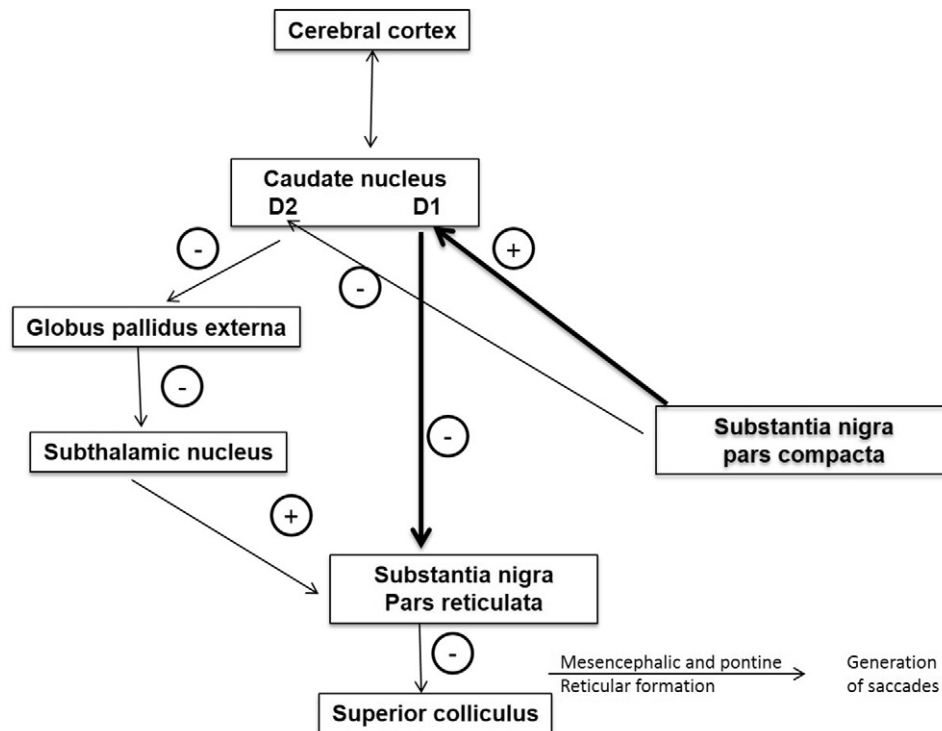 Cerebral cortex
Caudate nucleus
D2 D1
-
+
-
Globus pallidus externa
-
Substantia nigra
pars compacta
-
Subthalamic nucleus
+
Substantia nigra
Pars reticulata
-
Mesencephalic and pontine
Reticular formation
Generation
of saccades
Superior colliculus